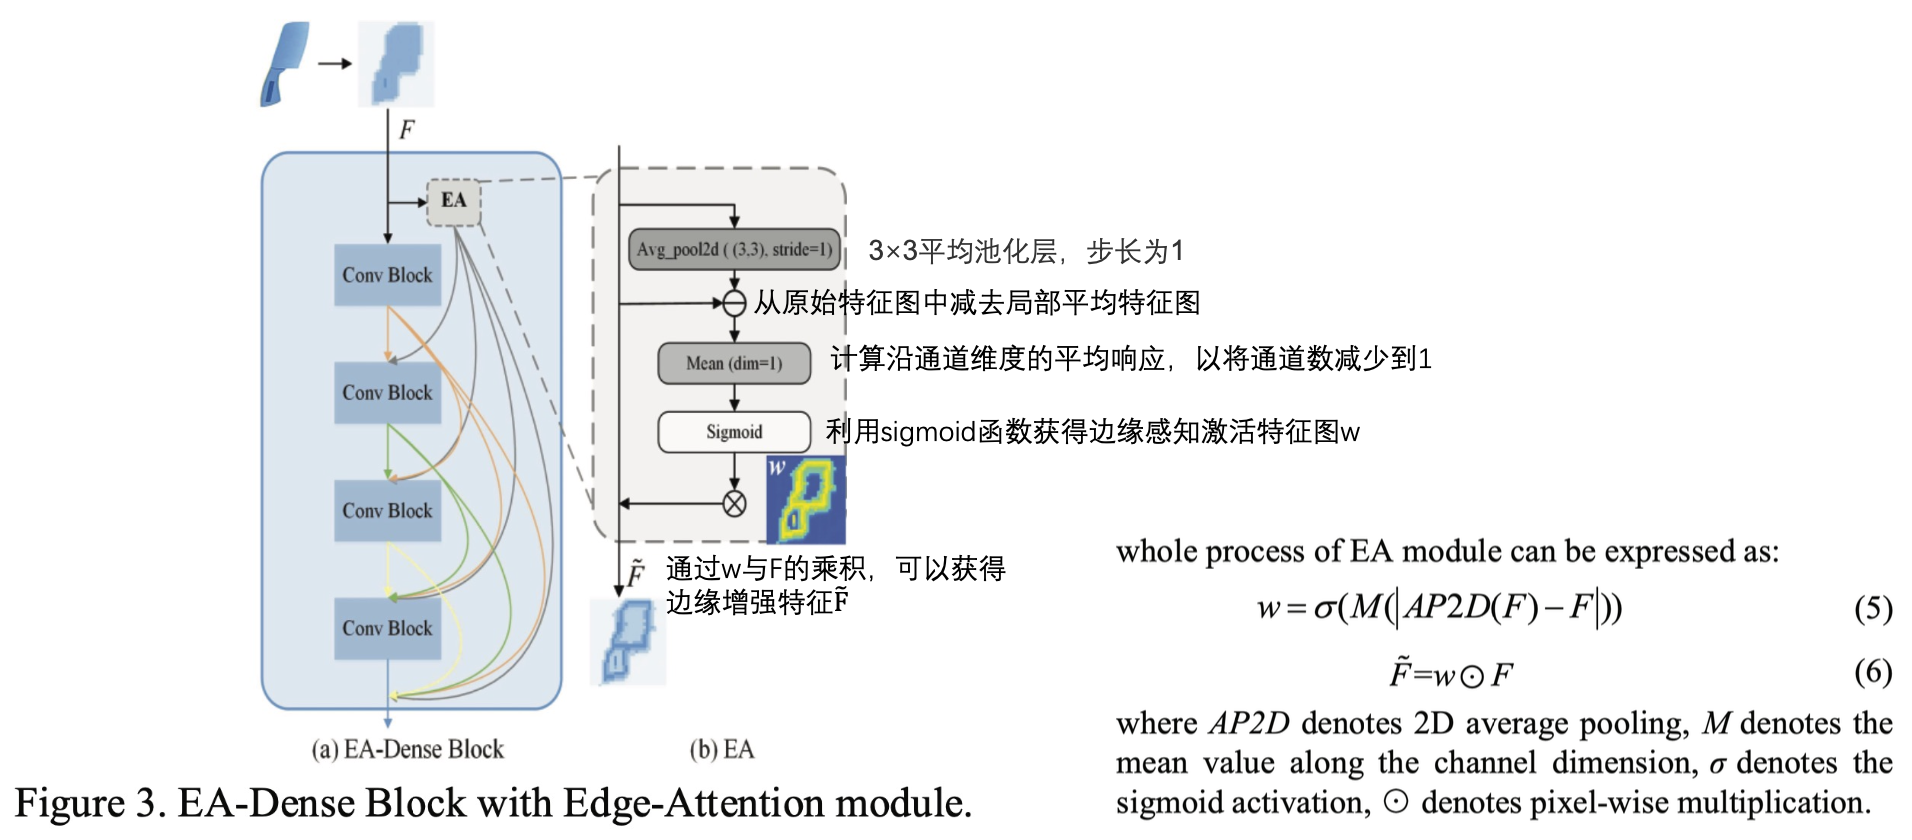 F
EA
Conv Block
Conv Block
Conv Block
Conv Block
(a) EA-Dense Block
Avg_pool2d ( (3,3), stride=1)
3×3平均池化层，步长为1
从原始特征图中减去局部平均特征图
Mean (dim=1)
计算沿通道维度的平均响应，以将通道数减少到1
Sigmoid
利用sigmoid函数获得边缘感知激活特征图w
w
F̃
通过w与F的乘积，可以获得
边缘增强特征F̃
(b) EA
Figure 3. EA-Dense Block with Edge-Attention module.
whole process of EA module can be expressed as:
w = σ(M(|AP2D(F) − F|)) (5)
F̃=w⊙F (6)
where AP2D denotes 2D average pooling, M denotes the
mean value along the channel dimension, σ denotes the
sigmoid activation, ⊙ denotes pixel-wise multiplication.